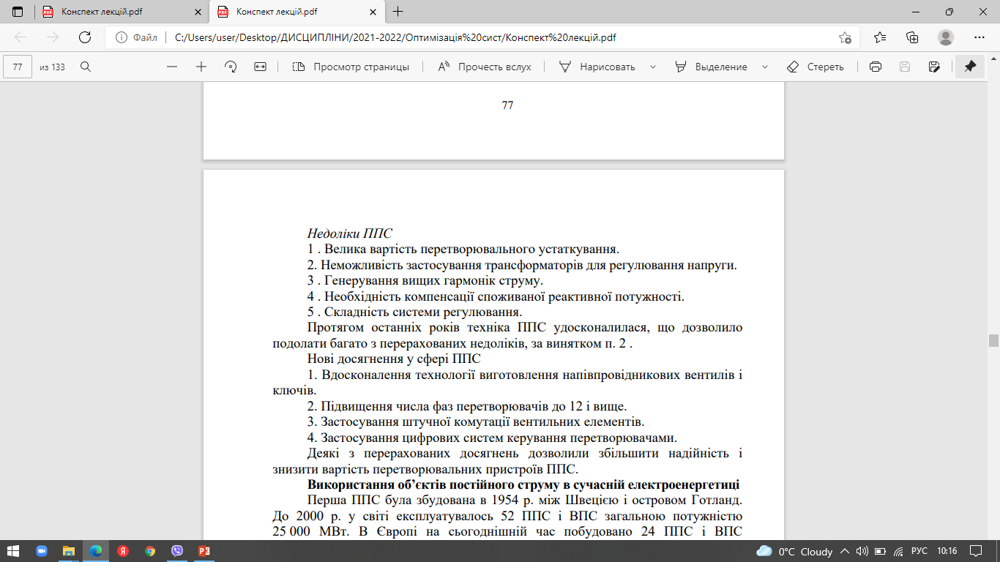 Конспект лекцій.pdf
Конспект лекцій.pdf
Файл
C:/Users/user/Desktop/ДИСЦИПЛІНИ/2021-2022/Оптимізація%20сист/Конспект%20лекцій.pdf
77
из 133
Просмотр страницы
Прочесть вслух
Нарисовать
Выделение
Стереть
77
Недоліки ППС
1 . Велика вартість перетворювального устаткування.
2. Неможливість застосування трансформаторів для регулювання напруги.
3 . Генерування вищих гармонік струму.
4 . Необхідність компенсації споживаної реактивної потужності.
5 . Складність системи регулювання.
Протягом останніх років техніка ППС удосконалилася, що дозволило
подолати багато з перерахованих недоліків, за винятком п. 2 .
Нові досягнення у сфері ППС
1. Вдосконалення технології виготовлення напівпровідникових вентилів і
ключів.
2. Підвищення числа фаз перетворювачів до 12 і вище.
3. Застосування штучної комутації вентильних елементів.
4. Застосування цифрових систем керування перетворювачами.
Деякі з перерахованих досягнень дозволили збільшити надійність і
знизити вартість перетворювальних пристроїв ППС.
Використання об’єктів постійного струму в сучасній електроенергетиці
Перша ППС була збудована в 1954 р. між Швецією і островом Готланд.
До 2000 р. у світі експлуатувалось 52 ППС і ВПС загальною потужністю
25 000 МВт. В Європі на сьогоднішній час побудовано 24 ППС і ВПС
0°C Cloudy
РУС
10:16